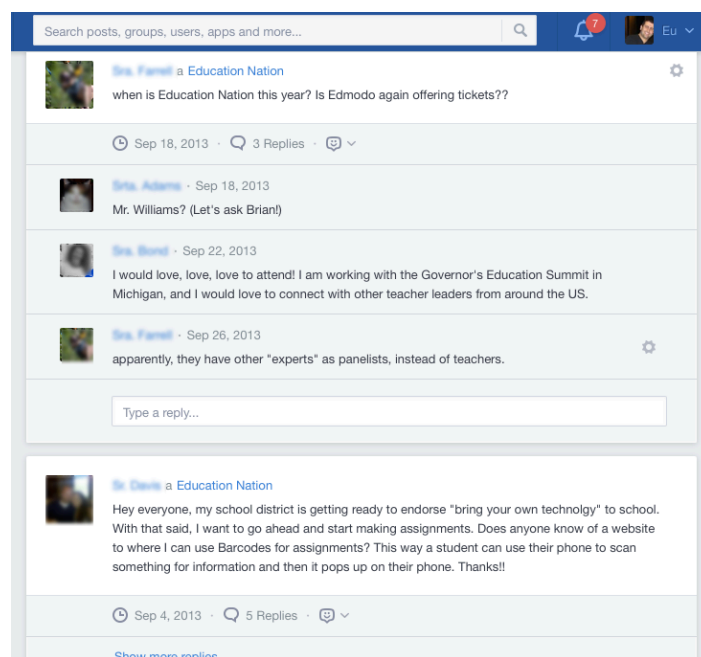 Search posts, groups, users, apps and more...
7
Eu
a Education Nation
when is Education Nation this year? Is Edmodo again offering tickets??
Sep 18, 2013 · 3 Replies ·
· Sep 18, 2013
Mr. Williams? (Let's ask Brian!)
· Sep 22, 2013
I would love, love, love to attend! I am working with the Governor's Education Summit in
Michigan, and I would love to connect with other teacher leaders from around the US.
· Sep 26, 2013
apparently, they have other "experts" as panelists, instead of teachers.
Type a reply...
a Education Nation
Hey everyone, my school district is getting ready to endorse "bring your own technolgy" to school.
With that said, I want to go ahead and start making assignments. Does anyone know of a website
to where I can use Barcodes for assignments? This way a student can use their phone to scan
something for information and then it pops up on their phone. Thanks!!
Sep 4, 2013 · 5 Replies ·
Show more replies